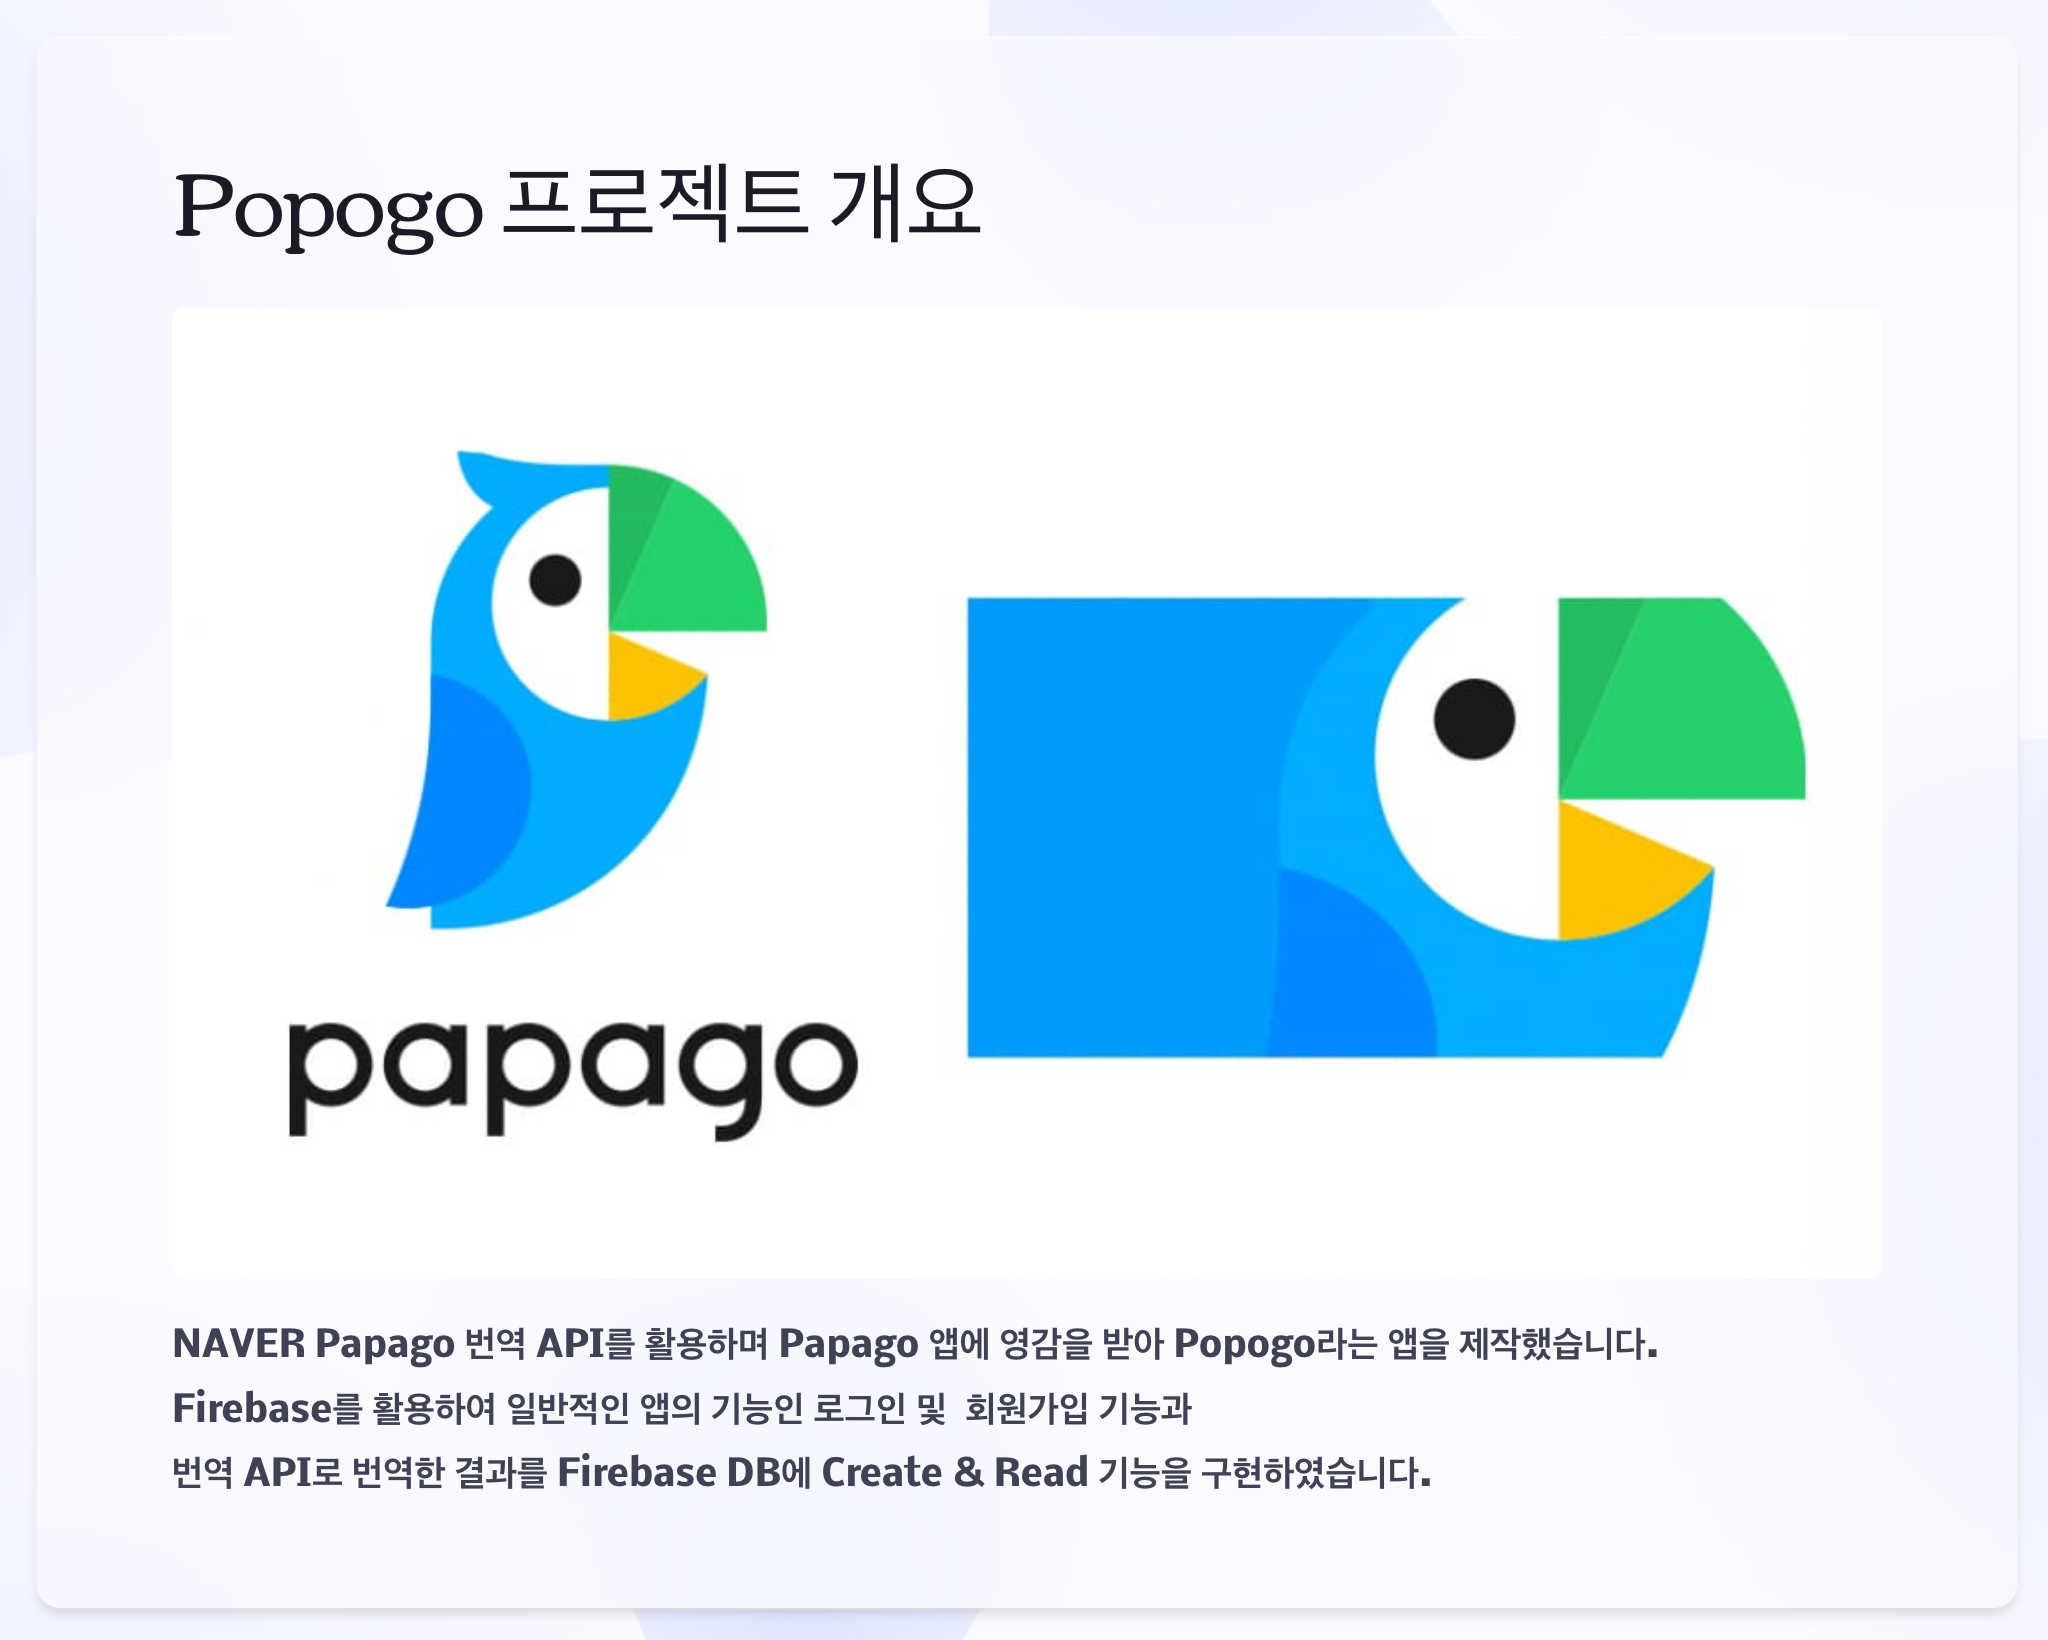 Popogo 프로젝트 개요
papago
NAVER Papago 번역 API를 활용하며 Papago 앱에 영감을 받아 Popogo라는 앱을 제작했습니다.
Firebase를 활용하여 일반적인 앱의 기능인 로그인 및  회원가입 기능과
번역 API로 번역한 결과를 Firebase DB에 Create & Read 기능을 구현하였습니다.